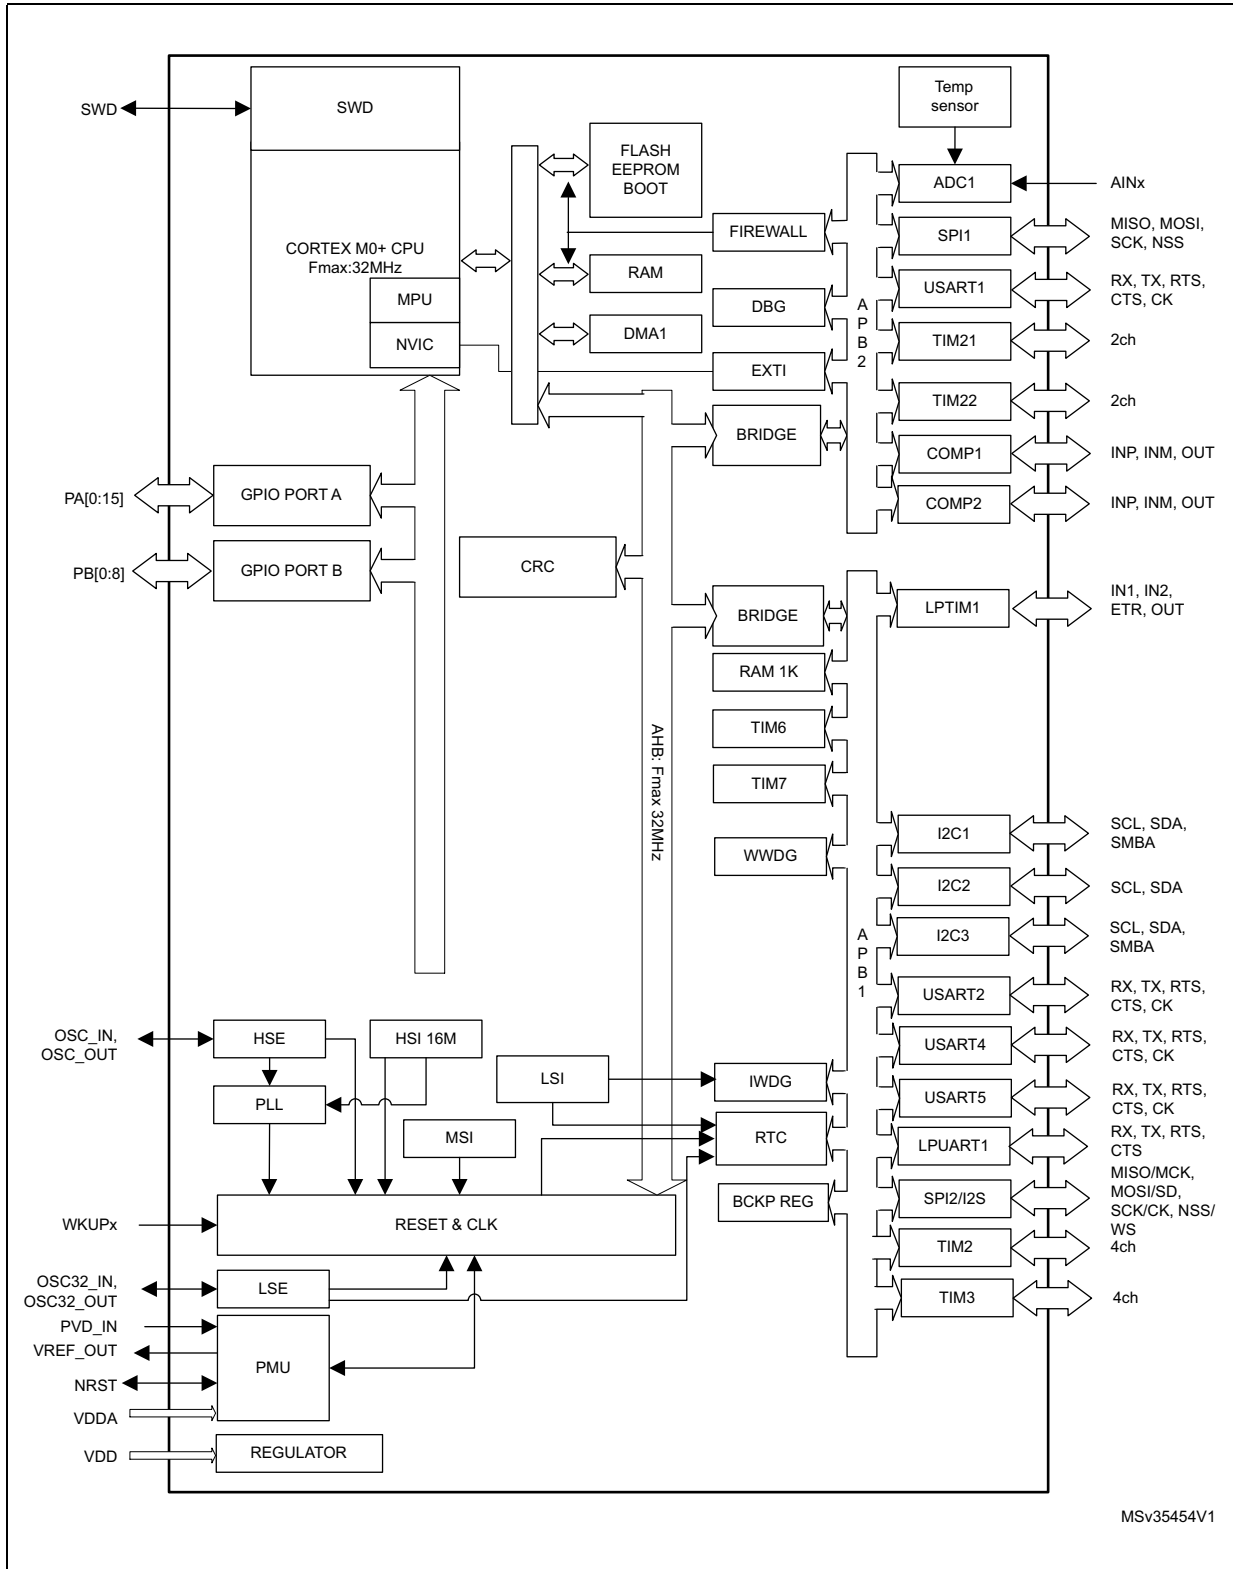 Temp
sensor
SWD
SWD
FLASH
EEPROM
BOOT
ADC1
AINx
CORTEX M0+ CPU
Fmax:32MHz
FIREWALL
SPI1
MISO, MOSI,
SCK, NSS
RAM
MPU
DBG
USART1
RX, TX, RTS,
CTS, CK
NVIC
DMA1
APB2
TIM21
2ch
EXTI
TIM22
2ch
BRIDGE
COMP1
INP, INM, OUT
PA[0:15]
GPIO PORT A
COMP2
INP, INM, OUT
PB[0:8]
GPIO PORT B
CRC
BRIDGE
LPTIM1
IN1, IN2,
ETR, OUT
RAM 1K
TIM6
AHB: Fmax 32MHz
TIM7
I2C1
SCL, SDA,
SMBA
WWDG
I2C2
SCL, SDA
APB1
I2C3
SCL, SDA,
SMBA
USART2
RX, TX, RTS,
CTS, CK
OSC_IN,
OSC_OUT
HSE
HSI 16M
USART4
RX, TX, RTS,
CTS, CK
LSI
IWDG
PLL
USART5
RX, TX, RTS,
CTS, CK
MSI
RTC
LPUART1
RX, TX, RTS,
CTS
BCKP REG
SPI2/I2S
MISO/MCK,
MOSI/SD,
SCK/CK, NSS/
WS
WKUPx
RESET & CLK
TIM2
4ch
OSC32_IN,
OSC32_OUT
LSE
TIM3
4ch
PVD_IN
VREF_OUT
PMU
NRST
VDDA
VDD
REGULATOR
MSv35454V1